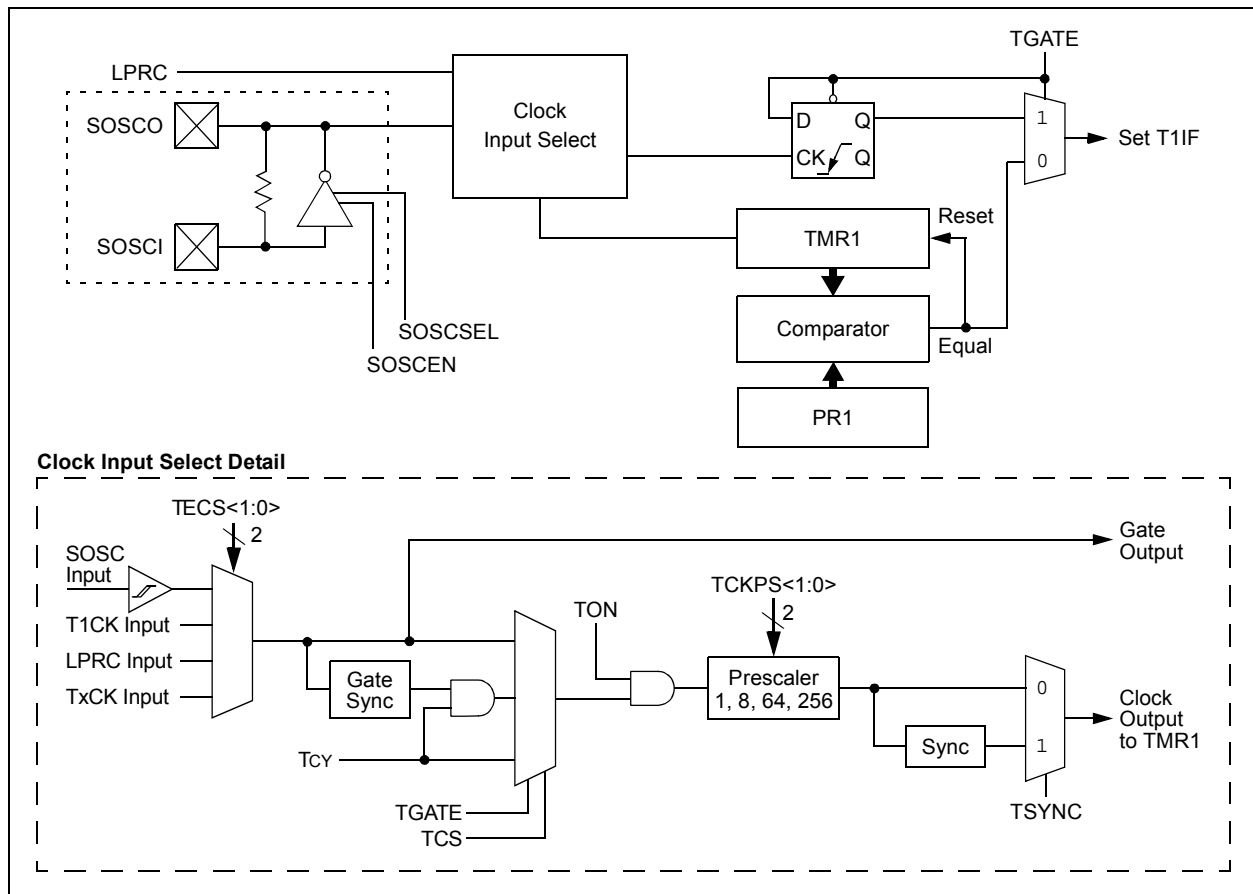 TGATE
LPRC
Clock
Input Select
SOSCO
D
Q
CK
Q
1
0
Set T1IF
SOSCI
TMR1
Reset
Comparator
Equal
PR1
SOSCSEL
SOSCEN
Clock Input Select Detail
TECS<1:0>
2
SOSC
Input
T1CK Input
LPRC Input
TxCK Input
Gate
Output
TCKPS<1:0>
2
TON
Gate
Sync
Prescaler
1, 8, 64, 256
0
1
Clock
Output
to TMR1
Sync
TCY
TGATE
TCS
TSYNC